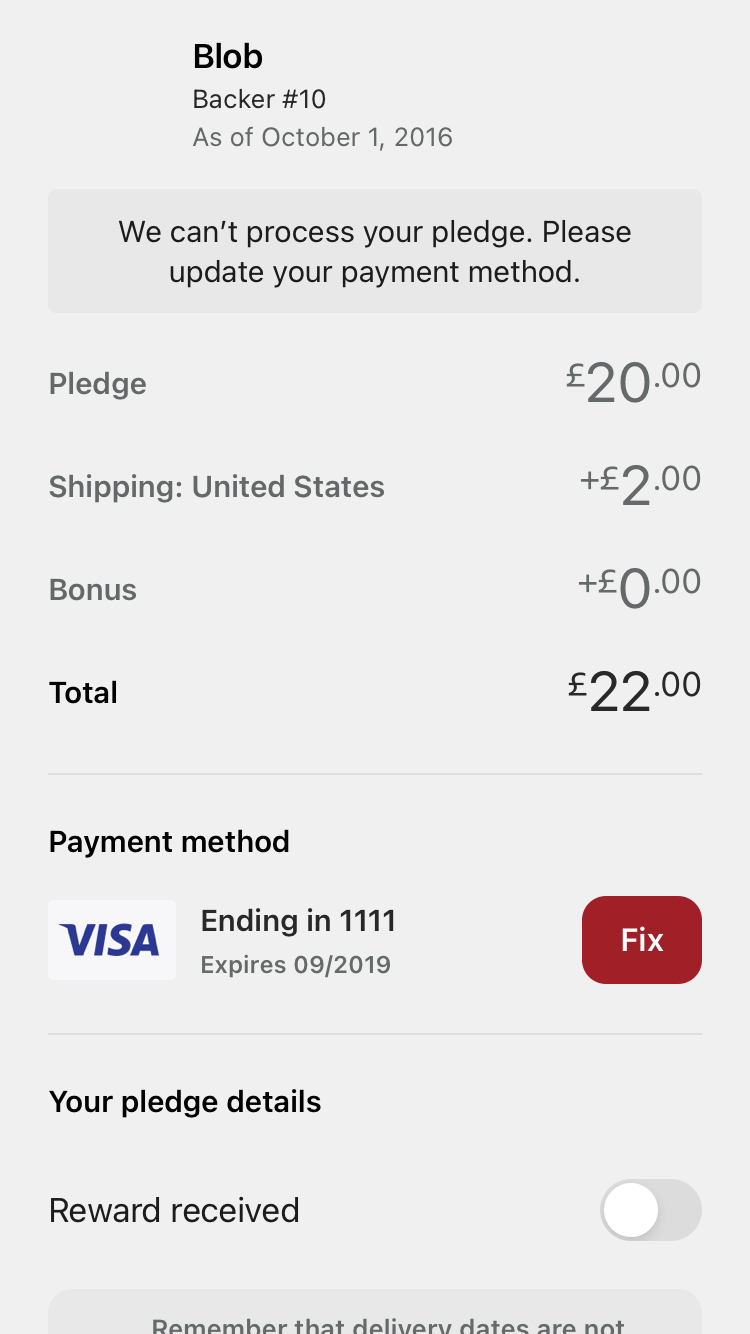 Blob
Backer #10
As of October 1, 2016
We can’t process your pledge. Please
update your payment method.
Pledge £20.00
Shipping: United States +£2.00
Bonus +£0.00
Total £22.00
Payment method
VISA
Ending in 1111
Expires 09/2019
Fix
Your pledge details
Reward received
Remember that delivery dates are not